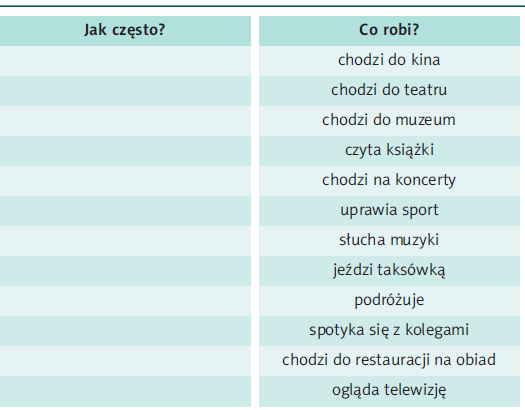 Jak często? Co robi?
chodzi do kina
chodzi do teatru
chodzi do muzeum
czyta książki
chodzi na koncerty
uprawia sport
słucha muzyki
jeździ taksówką
podróżuje
spotyka się z kolegami
chodzi do restauracji na obiad
ogląda telewizję